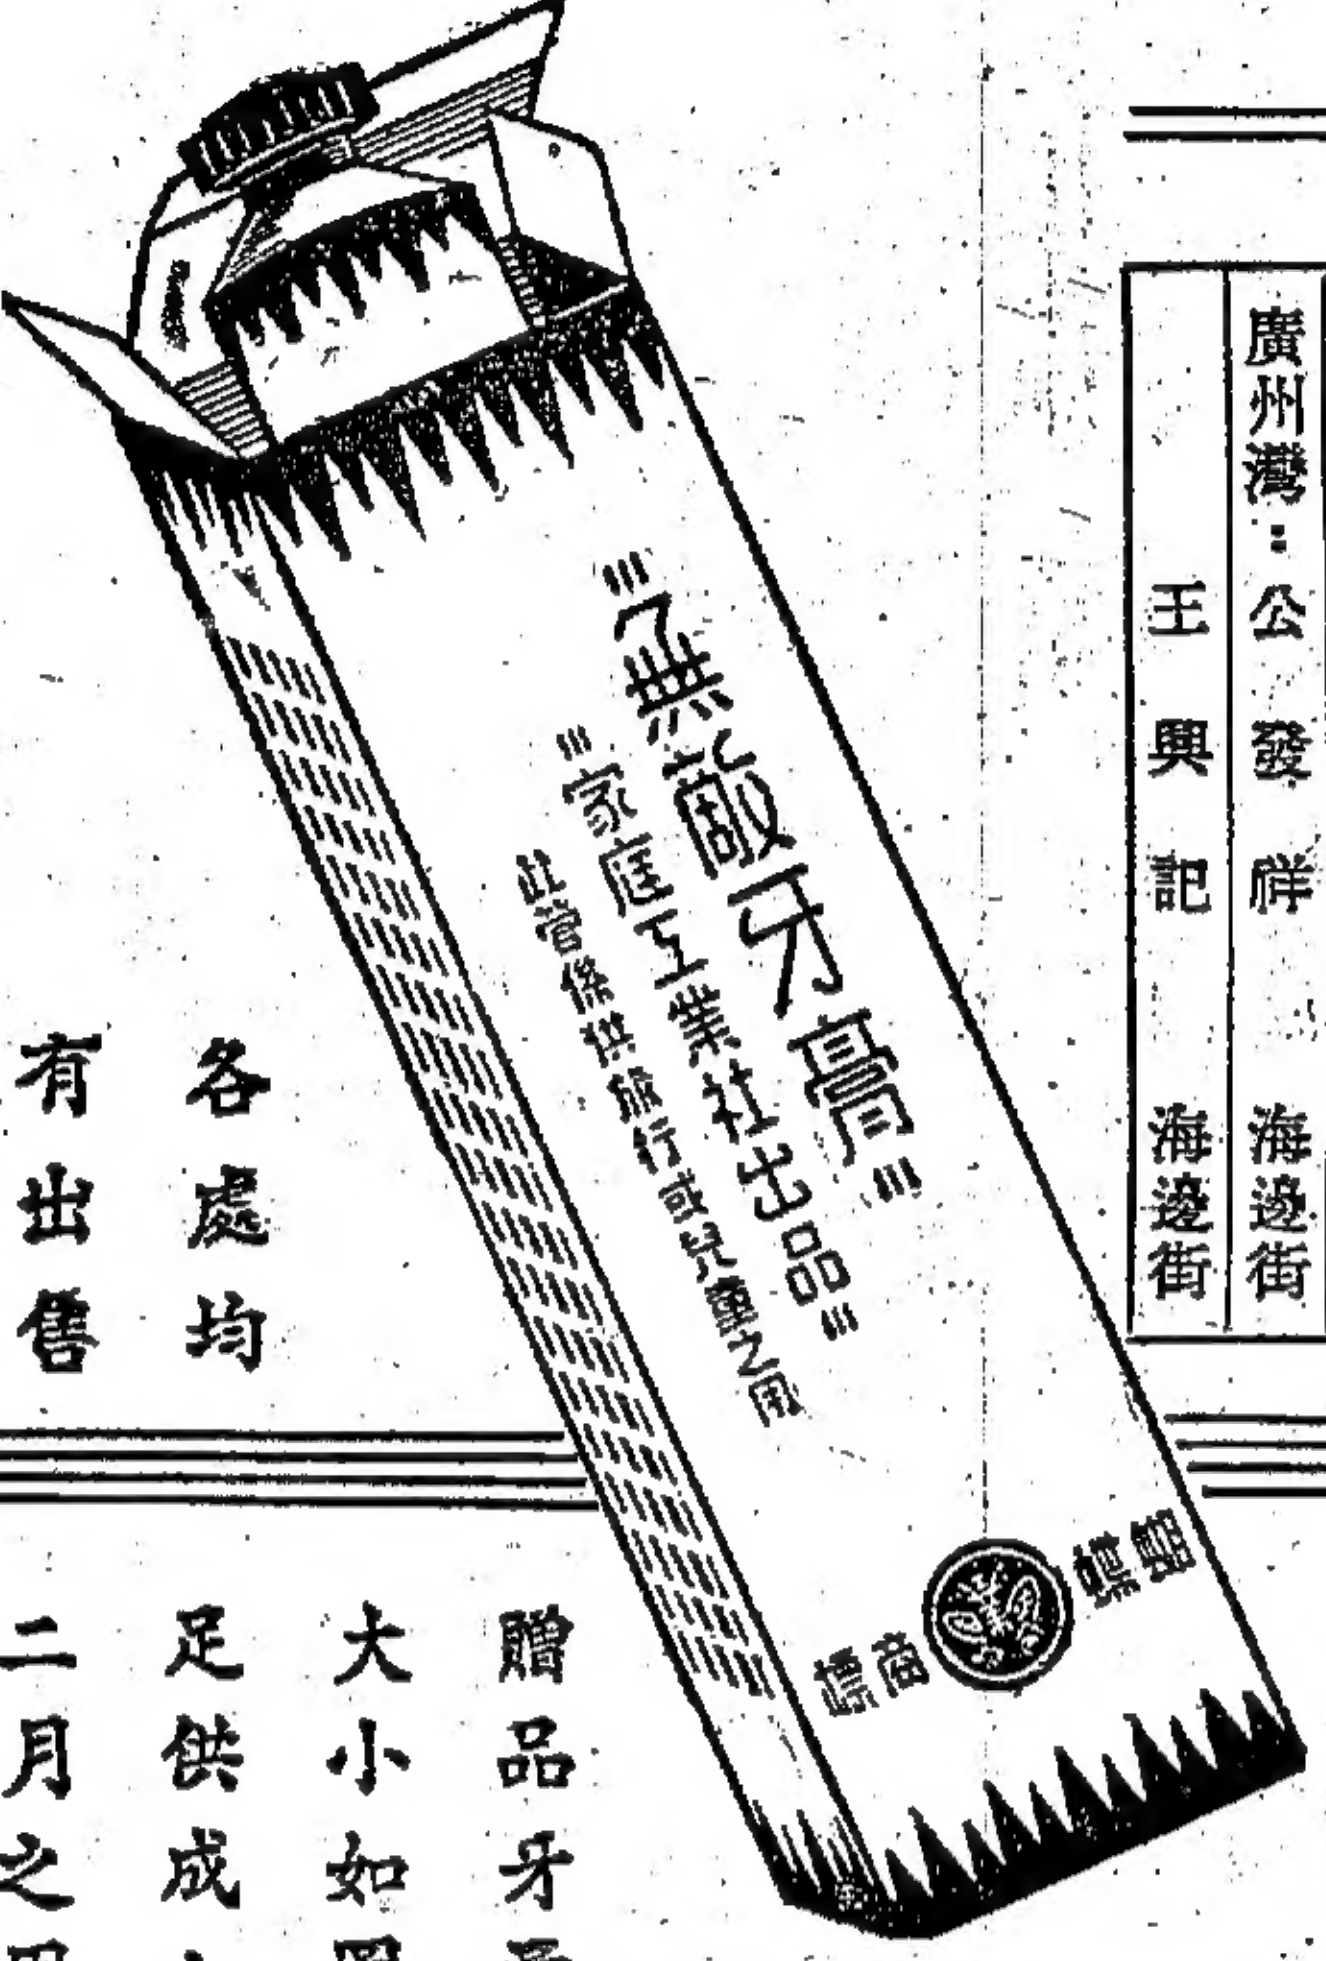 廣州灣：公發祥 海邊街
王興記 海邊街
無敵牙膏
家庭工業社出品
此管係供旅行或兒童之用
標商 蝴蝶
各處均
有出售
贈品牙
大小如
足供成
二月之